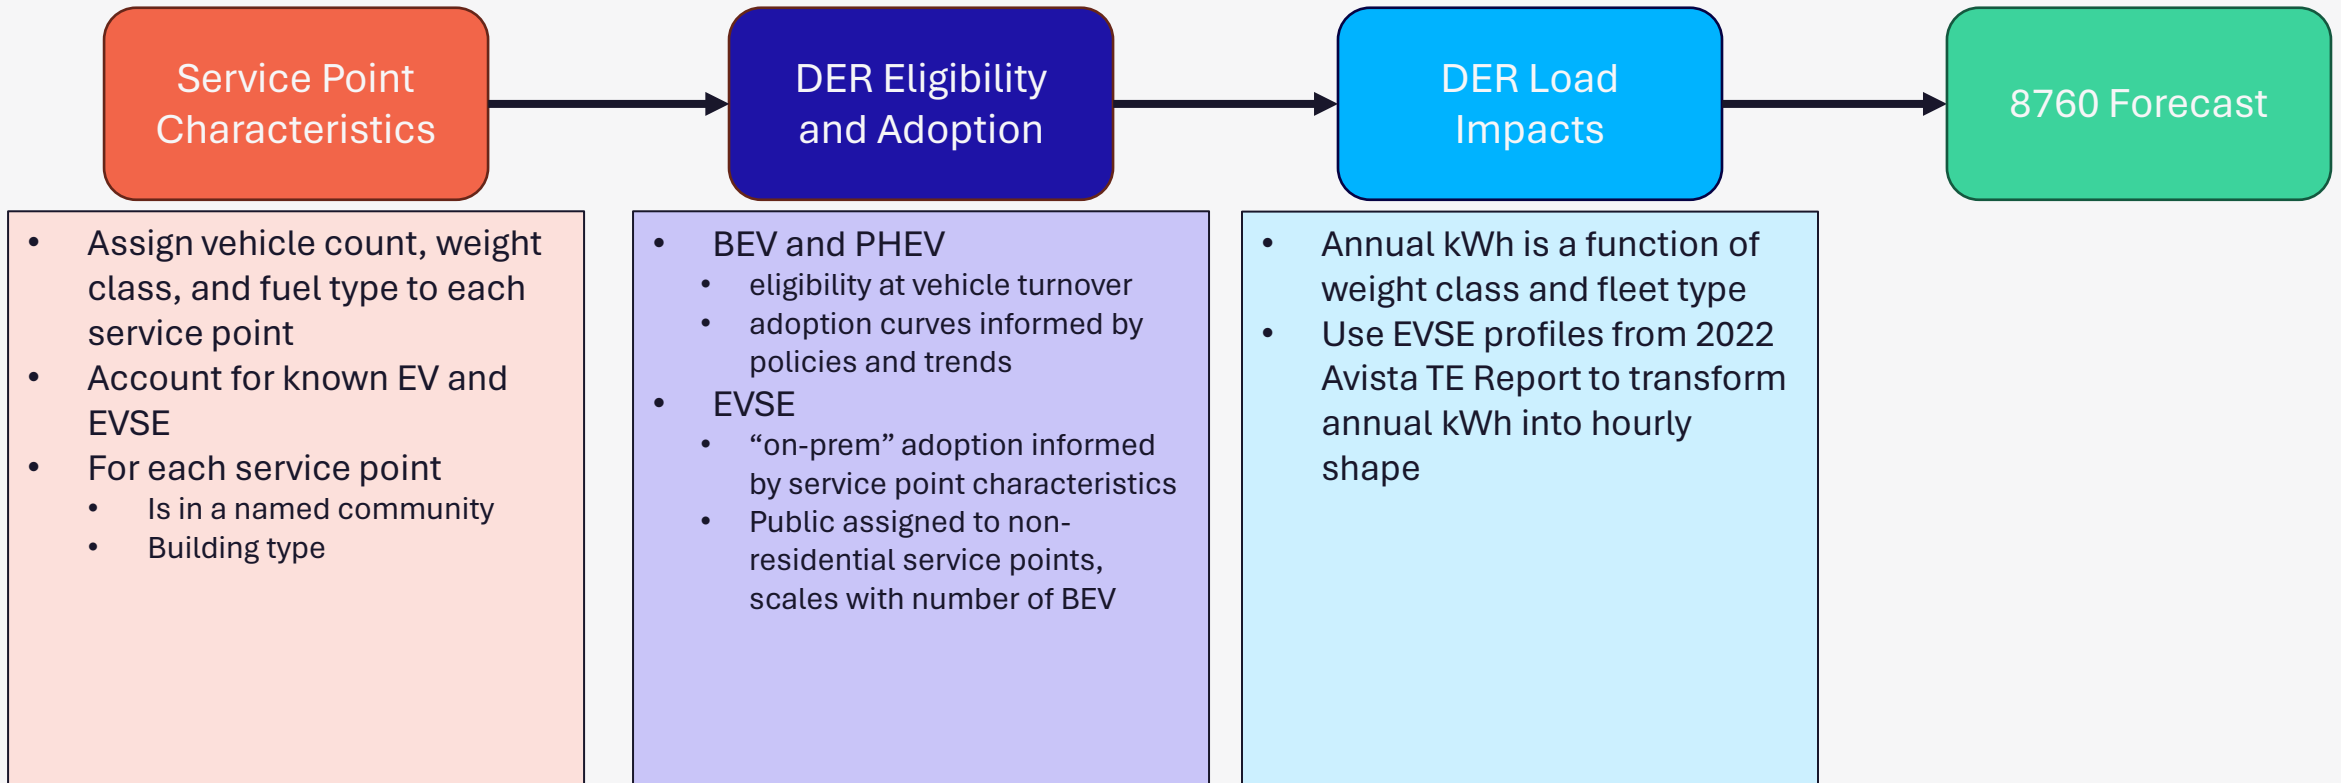 Service Point
Characteristics
DER Eligibility
and Adoption
DER Load
Impacts
8760 Forecast
• Assign vehicle count, weight
class, and fuel type to each
service point
• Account for known EV and
EVSE
• For each service point
• Is in a named community
• Building type
• BEV and PHEV
• eligibility at vehicle turnover
• adoption curves informed by
policies and trends
• EVSE
• “on-prem” adoption informed
by service point characteristics
• Public assigned to non-
residential service points,
scales with number of BEV
• Annual kWh is a function of
weight class and fleet type
• Use EVSE profiles from 2022
Avista TE Report to transform
annual kWh into hourly
shape